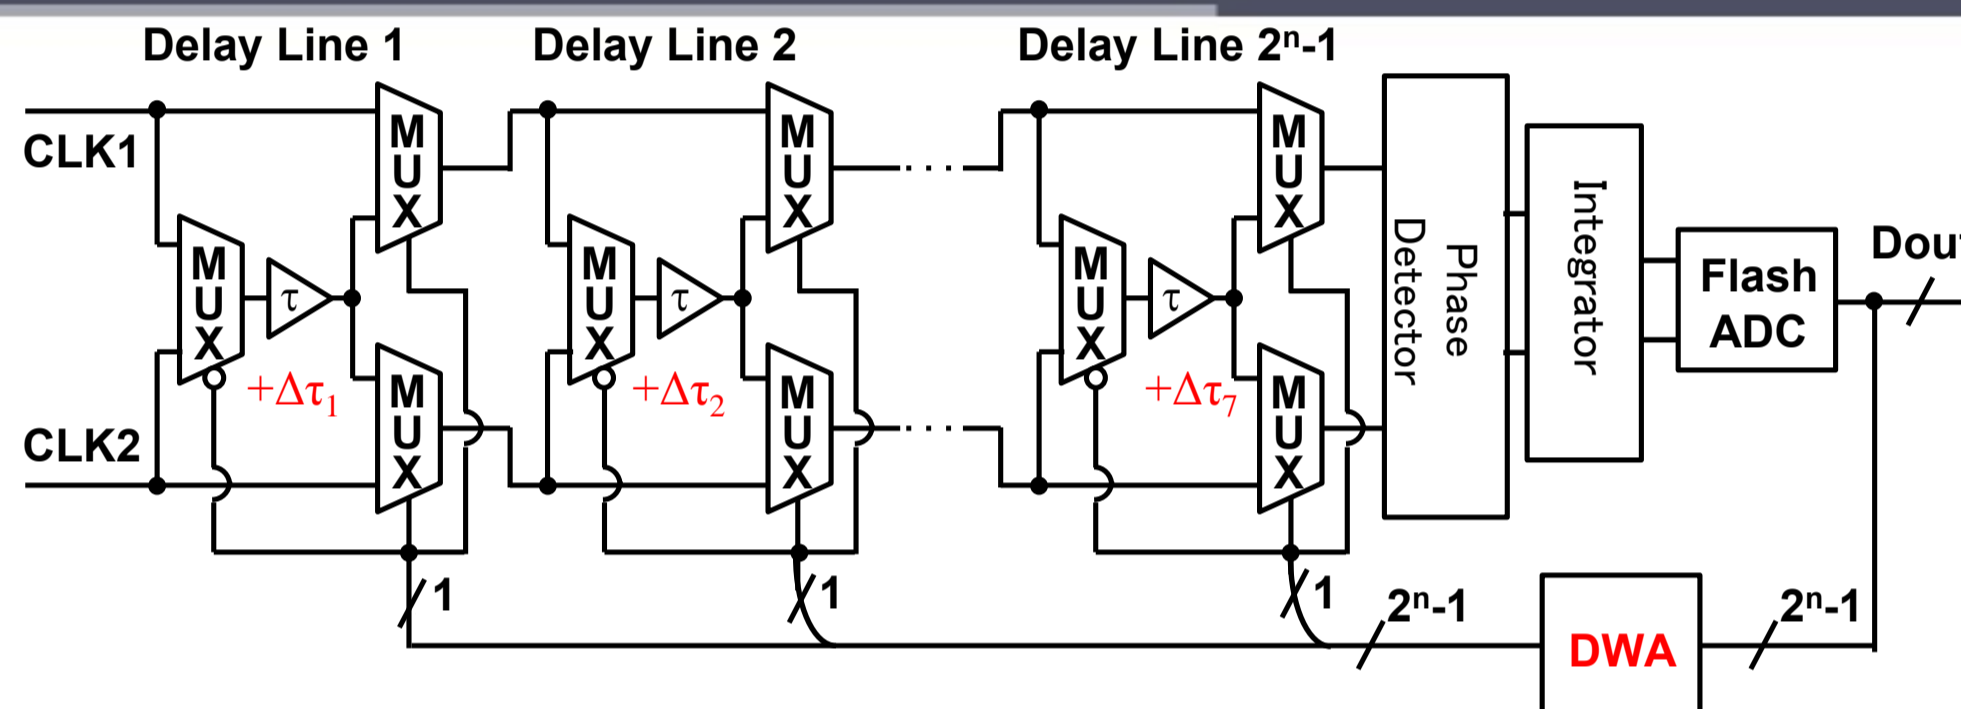 Delay Line 1
Delay Line 2
Delay Line 2ⁿ-1
CLK1
CLK2
MUX
MUX
τ
+Δτ₁
MUX
MUX
MUX
τ
+Δτ₂
MUX
MUX
MUX
τ
+Δτ₇
MUX
Phase
Detector
Integrator
Flash
ADC
Dou
1
1
1
2ⁿ-1
DWA
2ⁿ-1